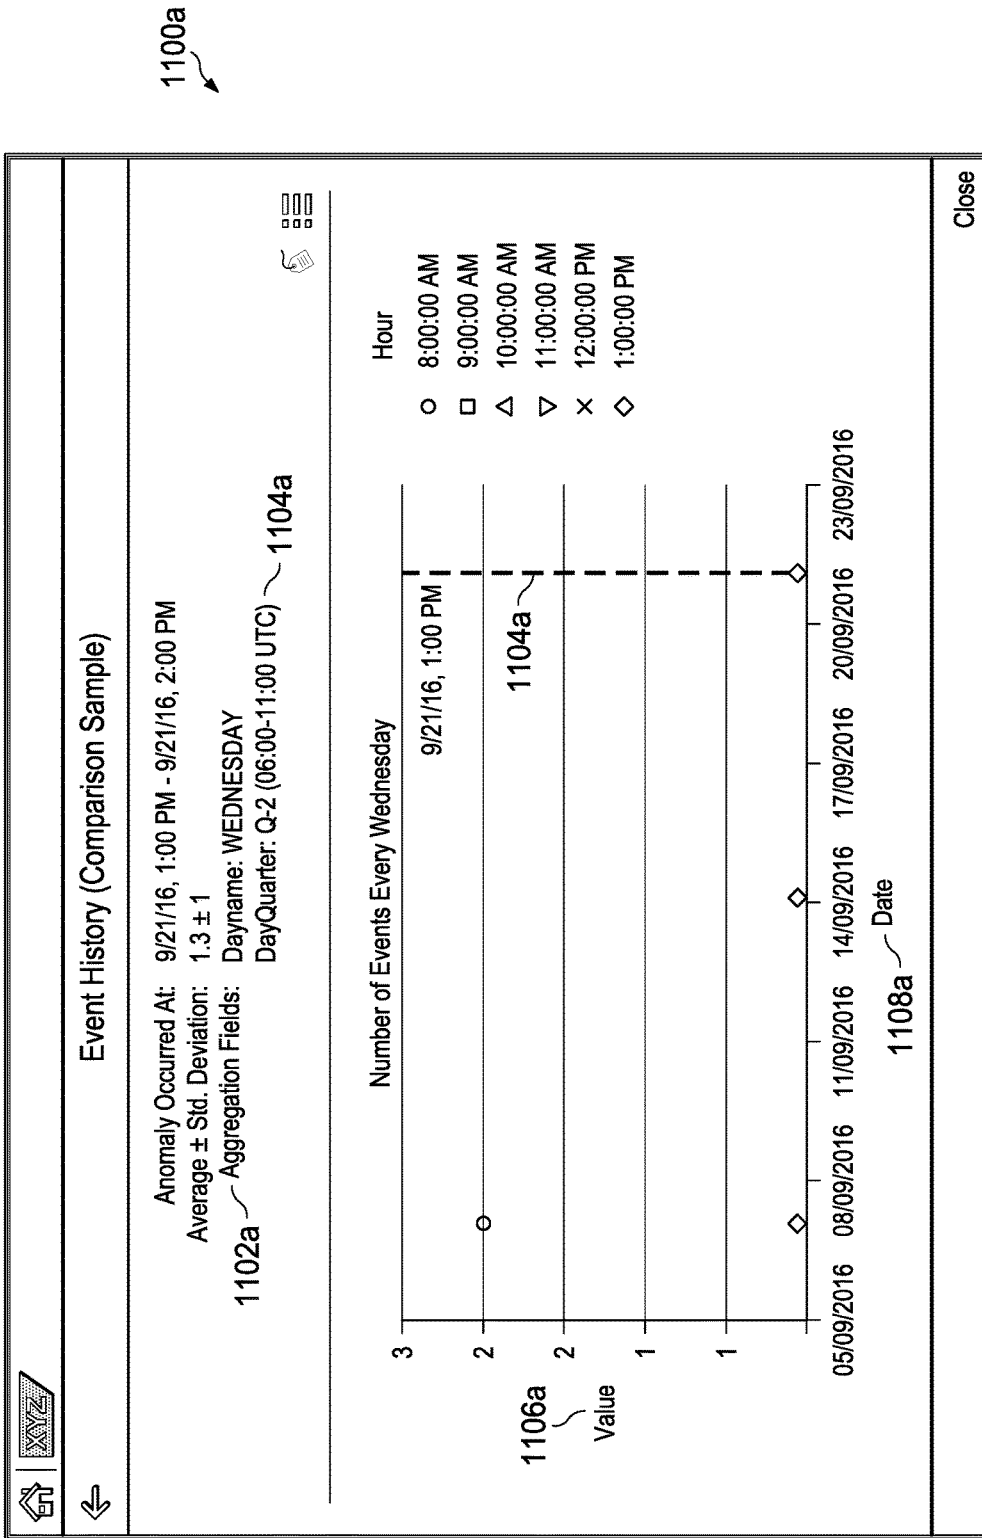 1100a
XYZ
Event History (Comparison Sample)
Anomaly Occurred At: 9/21/16, 1:00 PM - 9/21/16, 2:00 PM
Average ± Std. Deviation: 1.3 ± 1
1102a Aggregation Fields: Dayname: WEDNESDAY
DayQuarter: Q-2 (06:00-11:00 UTC) 1104a
Number of Events Every Wednesday
Hour
8:00:00 AM
9:00:00 AM
10:00:00 AM
11:00:00 AM
12:00:00 PM
1:00:00 PM
9/21/16, 1:00 PM
1104a
3
2
2
1
1
1106a
Value
05/09/2016 08/09/2016 11/09/2016 14/09/2016 17/09/2016 20/09/2016 23/09/2016
1108a Date
Close